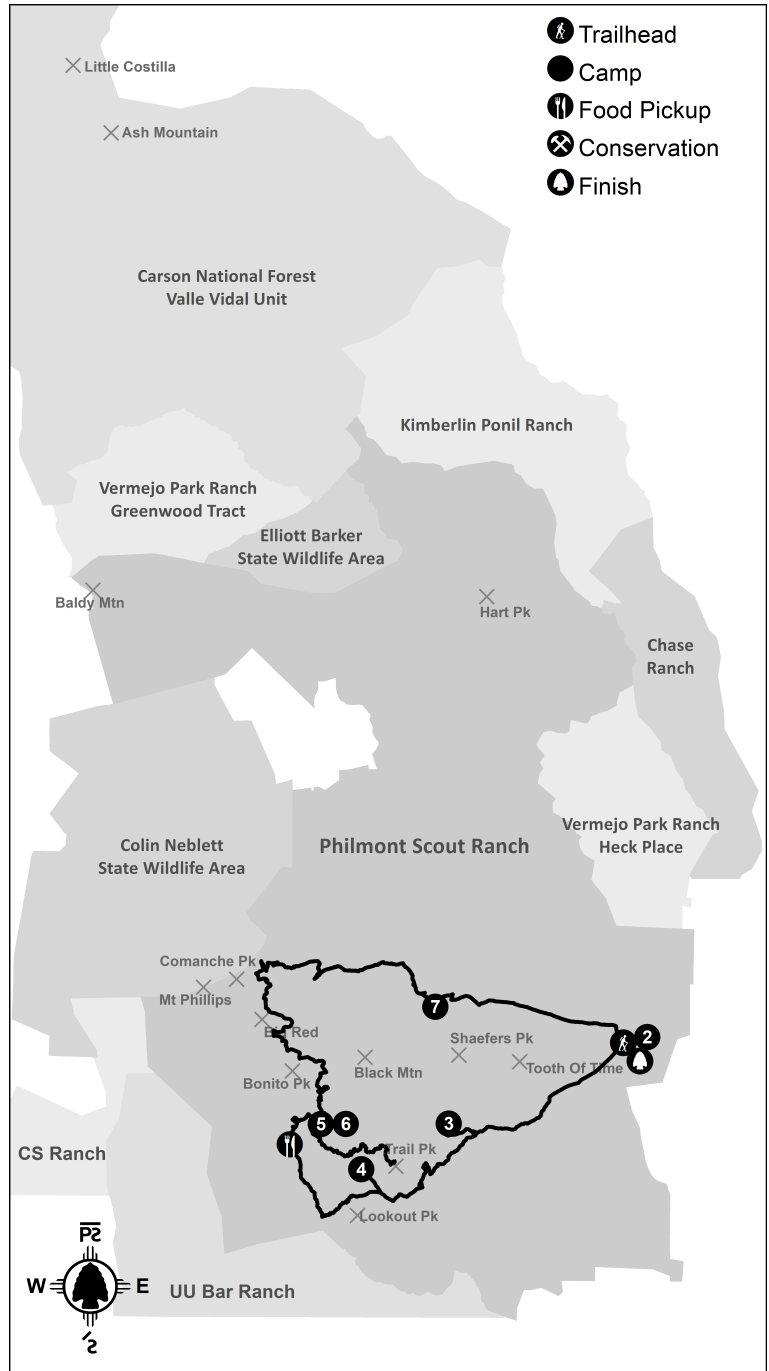 Trailhead
Camp
Food Pickup
Conservation
Finish
Little Costilla
Ash Mountain
Carson National Forest
Valle Vidal Unit
Kimberlin Ponil Ranch
Vermejo Park Ranch
Greenwood Tract
Elliott Barker
State Wildlife Area
Baldy Mtn
Hart Pk
Chase
Ranch
Vermejo Park Ranch
Heck Place
Colin Neblett
State Wildlife Area
Philmont Scout Ranch
Comanche Pk
Mt Phillips
7
Big Red
Shaefers Pk
2
Black Mtn
Tooth Of Time
Bonito Pk
5
6
3
Trail Pk
CS Ranch
4
Lookout Pk
W
E
UU Bar Ranch